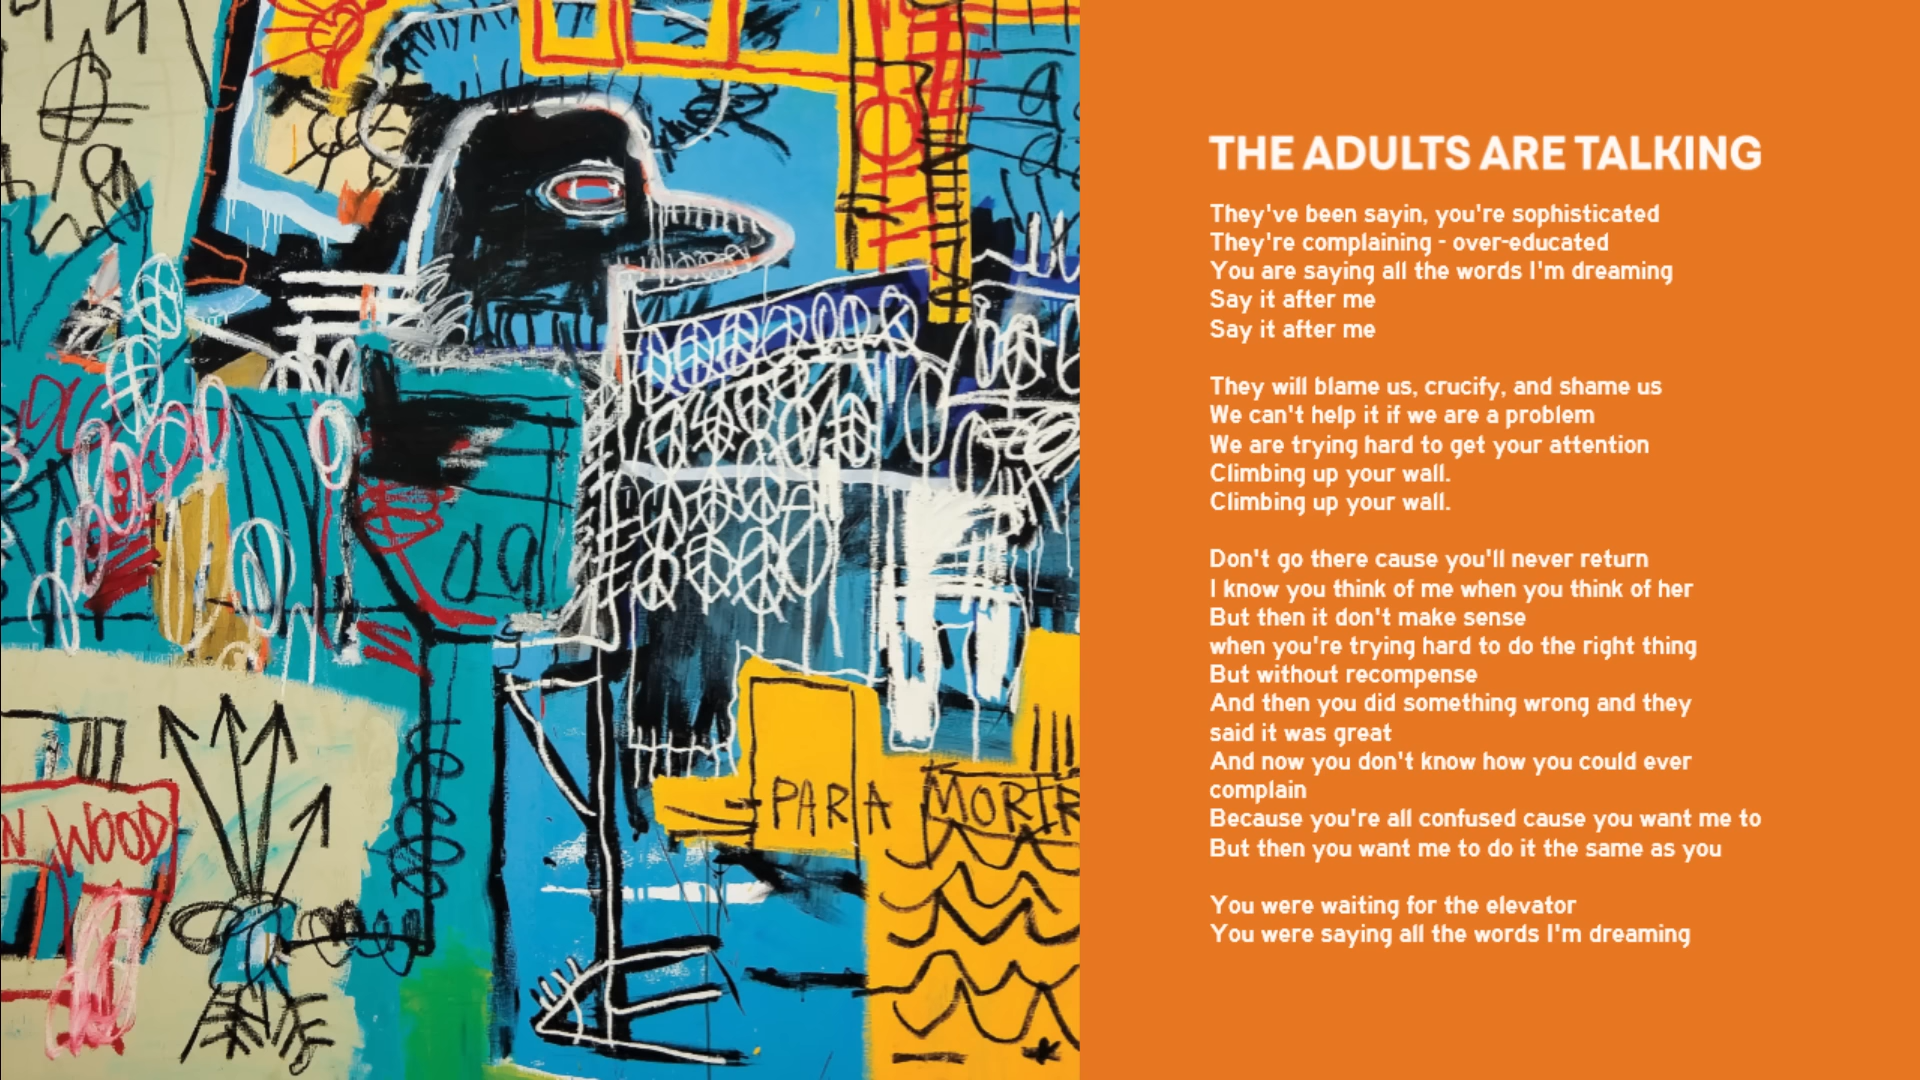 N WOOD
PARA MORIR
THE ADULTS ARE TALKING
They've been sayin, you're sophisticated
They're complaining - over-educated
You are saying all the words I'm dreaming
Say it after me
Say it after me
They will blame us, crucify, and shame us
We can't help it if we are a problem
We are trying hard to get your attention
Climbing up your wall.
Climbing up your wall.
Don't go there cause you'll never return
I know you think of me when you think of her
But then it don't make sense
when you're trying hard to do the right thing
But without recompense
And then you did something wrong and they
said it was great
And now you don't know how you could ever
complain
Because you're all confused cause you want me to
But then you want me to do it the same as you
You were waiting for the elevator
You were saying all the words I'm dreaming